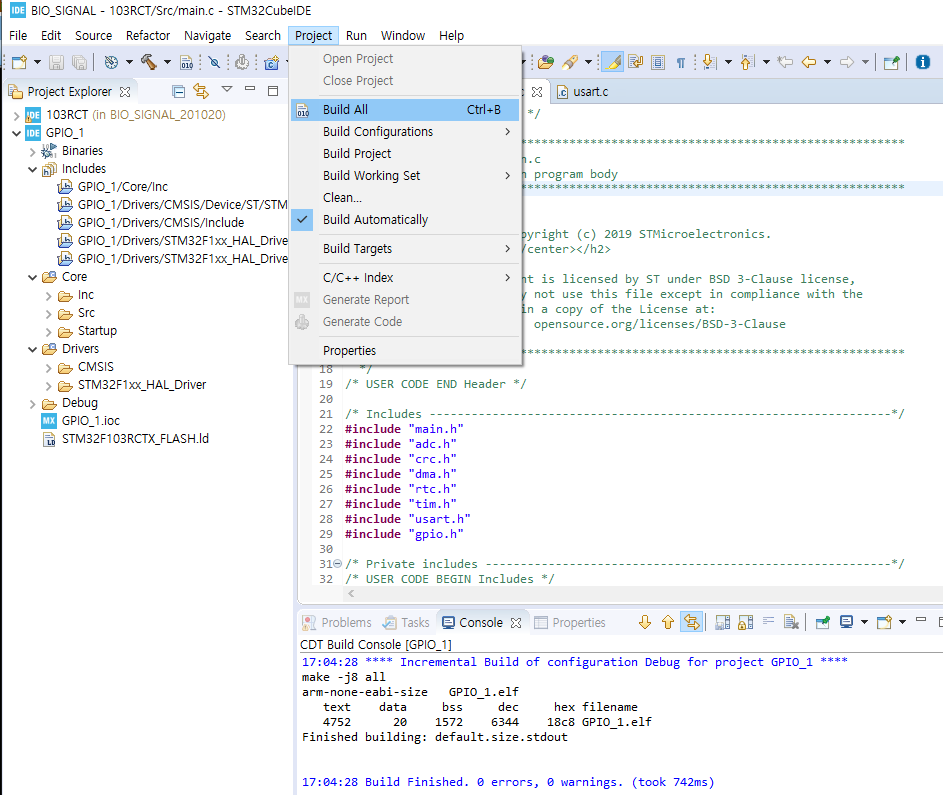 IDE BIO_SIGNAL - 103RCT/Src/main.c - STM32CubeIDE
File Edit Source Refactor Navigate Search Project Run Window Help
Open Project
Close Project
Build All Ctrl+B
Build Configurations
Build Project
Build Working Set
Clean...
Build Automatically
Build Targets
C/C++ Index
Generate Report
Generate Code
Properties
Project Explorer
IDE 103RCT (in BIO_SIGNAL_201020)
IDE GPIO_1
Binaries
Includes
GPIO_1/Core/Inc
GPIO_1/Drivers/CMSIS/Device/ST/STM
GPIO_1/Drivers/CMSIS/Include
GPIO_1/Drivers/STM32F1xx_HAL_Drive
GPIO_1/Drivers/STM32F1xx_HAL_Drive
Core
Inc
Src
Startup
Drivers
CMSIS
STM32F1xx_HAL_Driver
Debug
MX GPIO_1.ioc
STM32F103RCTX_FLASH.ld
usart.c
*/
n.c
n program body
pyright (c) 2019 STMicroelectronics.
/center></h2>
nt is licensed by ST under BSD 3-Clause license,
y not use this file except in compliance with the
in a copy of the License at:
opensource.org/licenses/BSD-3-Clause
18 */
19 /* USER CODE END Header */
20
21 /* Includes ------------------------------------------------------------------*/
22 #include "main.h"
23 #include "adc.h"
24 #include "crc.h"
25 #include "dma.h"
26 #include "rtc.h"
27 #include "tim.h"
28 #include "usart.h"
29 #include "gpio.h"
30
31 /* Private includes ----------------------------------------------------------*/
32 /* USER CODE BEGIN Includes */
Problems Tasks Console Properties
CDT Build Console [GPIO_1]
17:04:28 **** Incremental Build of configuration Debug for project GPIO_1 ****
make -j8 all
arm-none-eabi-size GPIO_1.elf
text data bss dec hex filename
4752 20 1572 6344 18c8 GPIO_1.elf
Finished building: default.size.stdout
17:04:28 Build Finished. 0 errors, 0 warnings. (took 742ms)